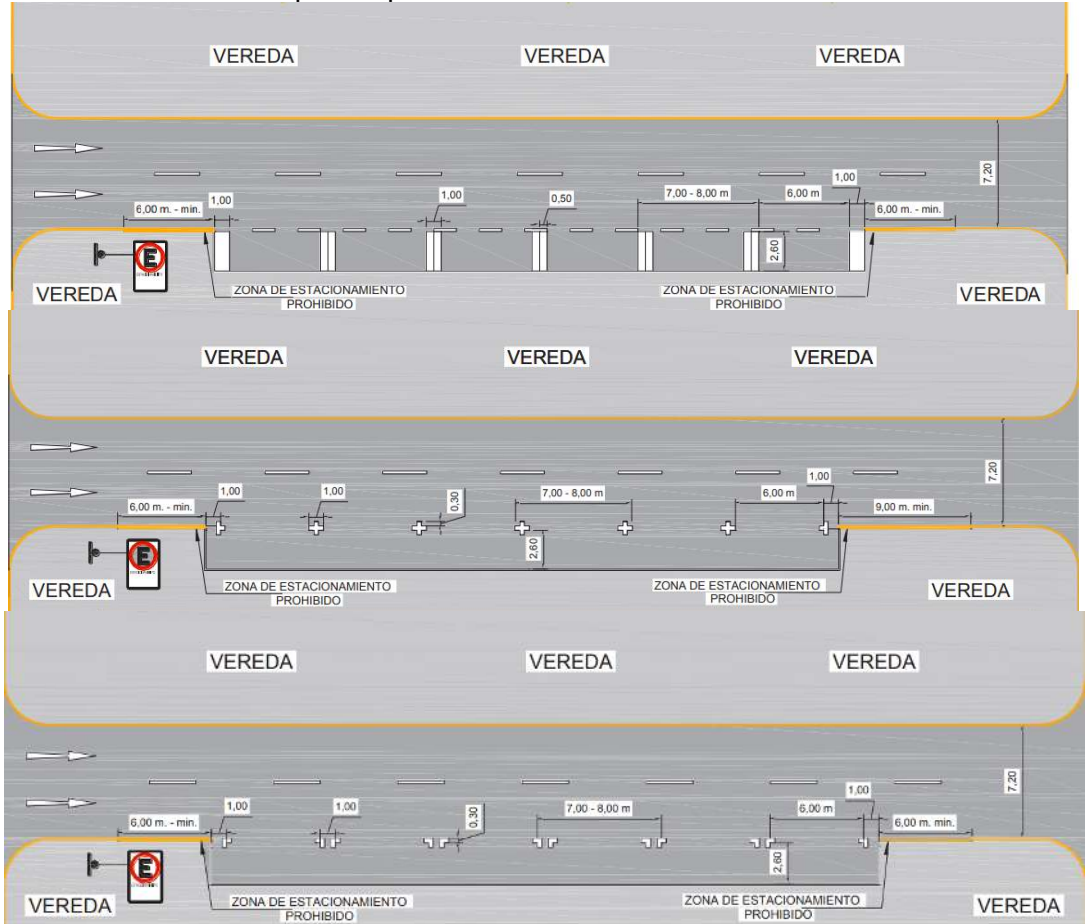 VEREDA VEREDA VEREDA
7,20
7,00 - 8,00 m 6,00 m 1,00
6,00 m. - min. 1,00 1,00 0,50 6,00 m. - min.
2,60
E
ZONA DE ESTACIONAMIENTO
PROHIBIDO
ZONA DE ESTACIONAMIENTO
PROHIBIDO
VEREDA VEREDA
VEREDA VEREDA VEREDA
7,20
1,00
6,00 m. - min. 1,00 1,00 0,30 7,00 - 8,00 m 6,00 m 9,00 m. min.
2,60
E
ZONA DE ESTACIONAMIENTO
PROHIBIDO
ZONA DE ESTACIONAMIENTO
PROHIBIDO
VEREDA VEREDA
VEREDA VEREDA VEREDA
7,20
1,00
6,00 m. - min. 1,00 1,00 0,30 7,00 - 8,00 m 6,00 m 6,00 m. min.
2,60
E
ZONA DE ESTACIONAMIENTO
PROHIBIDO
ZONA DE ESTACIONAMIENTO
PROHIBIDO
VEREDA VEREDA